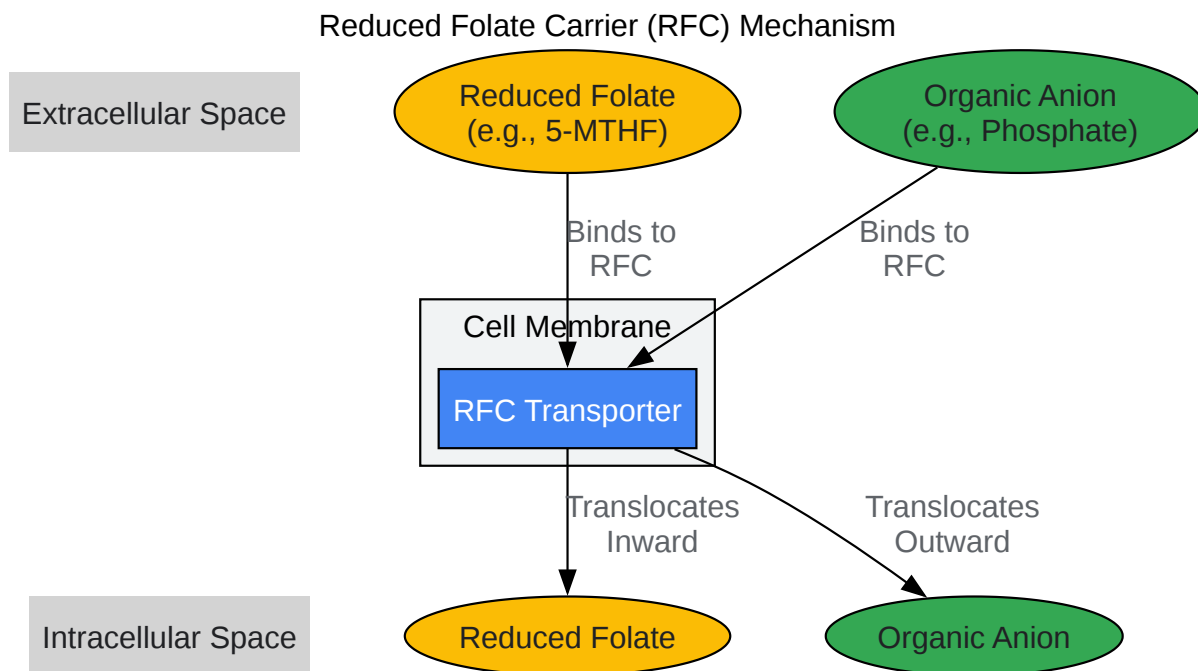 Reduced Folate Carrier (RFC) Mechanism
Extracellular Space
Reduced Folate
(e.g., 5-MTHF)
Organic Anion
(e.g., Phosphate)
Binds to
RFC
Binds to
RFC
Cell Membrane
RFC Transporter
Translocates
Inward
Translocates
Outward
Intracellular Space
Reduced Folate
Organic Anion